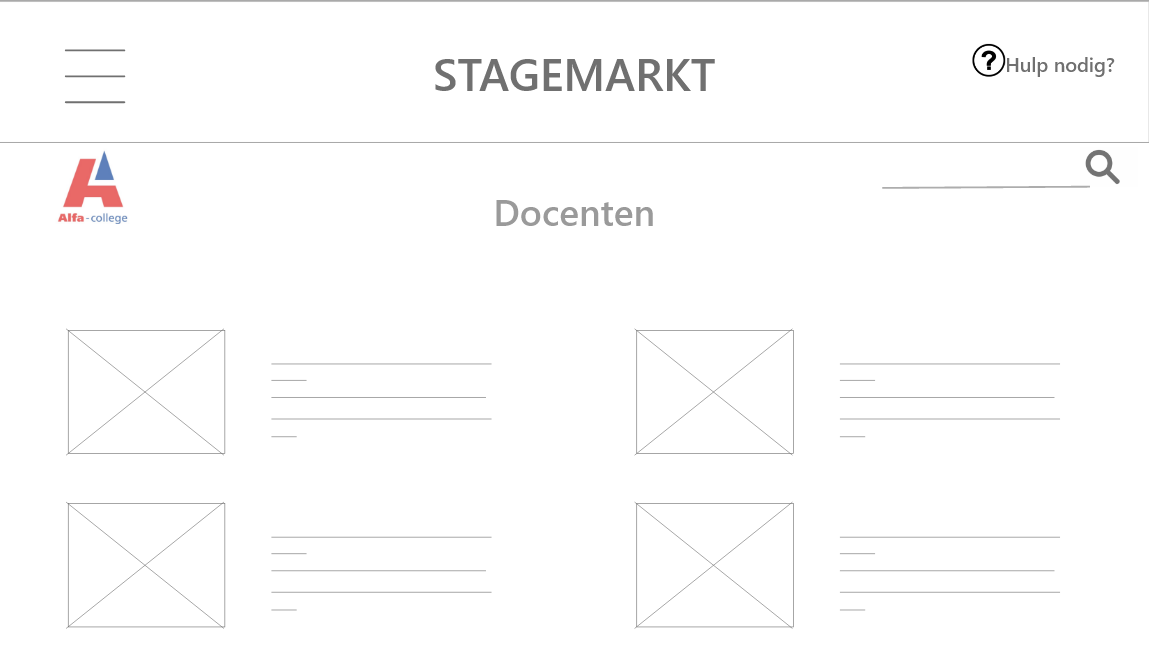 STAGEMARKT
?Hulp nodig?
Alfa-college
Docenten